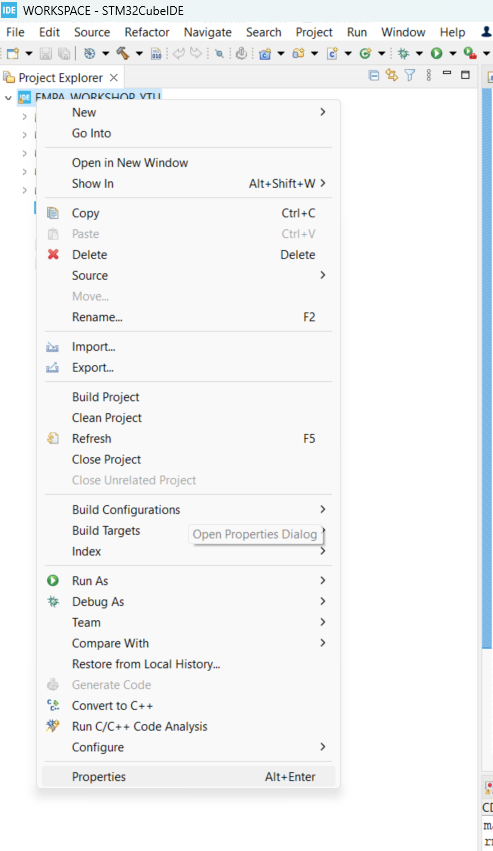 IDE WORKSPACE - STM32CubeIDE
File Edit Source Refactor Navigate Search Project Run Window Help
Project Explorer
IDE EMPA_WORKSHOP_YTU
New
Go Into
Open in New Window
Show In Alt+Shift+W
Copy Ctrl+C
Paste Ctrl+V
Delete Delete
Source
Move...
Rename... F2
Import...
Export...
Build Project
Clean Project
Refresh F5
Close Project
Close Unrelated Project
Build Configurations
Build Targets
Open Properties Dialog
Index
Run As
Debug As
Team
Compare With
Restore from Local History...
Generate Code
Convert to C++
Run C/C++ Code Analysis
Configure
Properties Alt+Enter